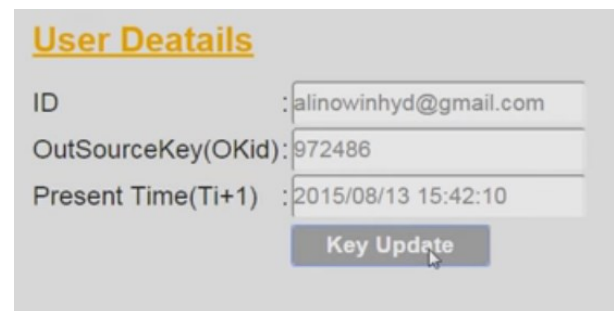 User Deatails
ID : alinowinhyd@gmail.com
OutSourceKey(OKid): 972486
Present Time(Ti+1) : 2015/08/13 15:42:10
Key Update